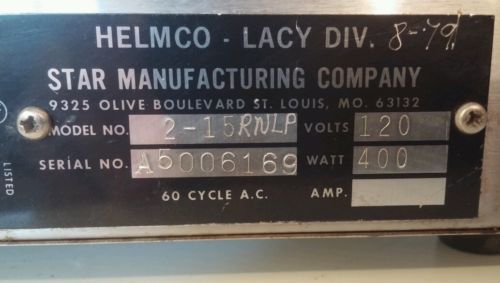 HELMCO - LACY DIV. 8-79
STAR MANUFACTURING COMPANY
9325 OLIVE BOULEVARD ST. LOUIS, MO. 63132
MODEL NO. 2-15RNLP VOLTS 120
SERIAL NO. A5006169 WATT 400
60 CYCLE A.C. AMP.
LISTED